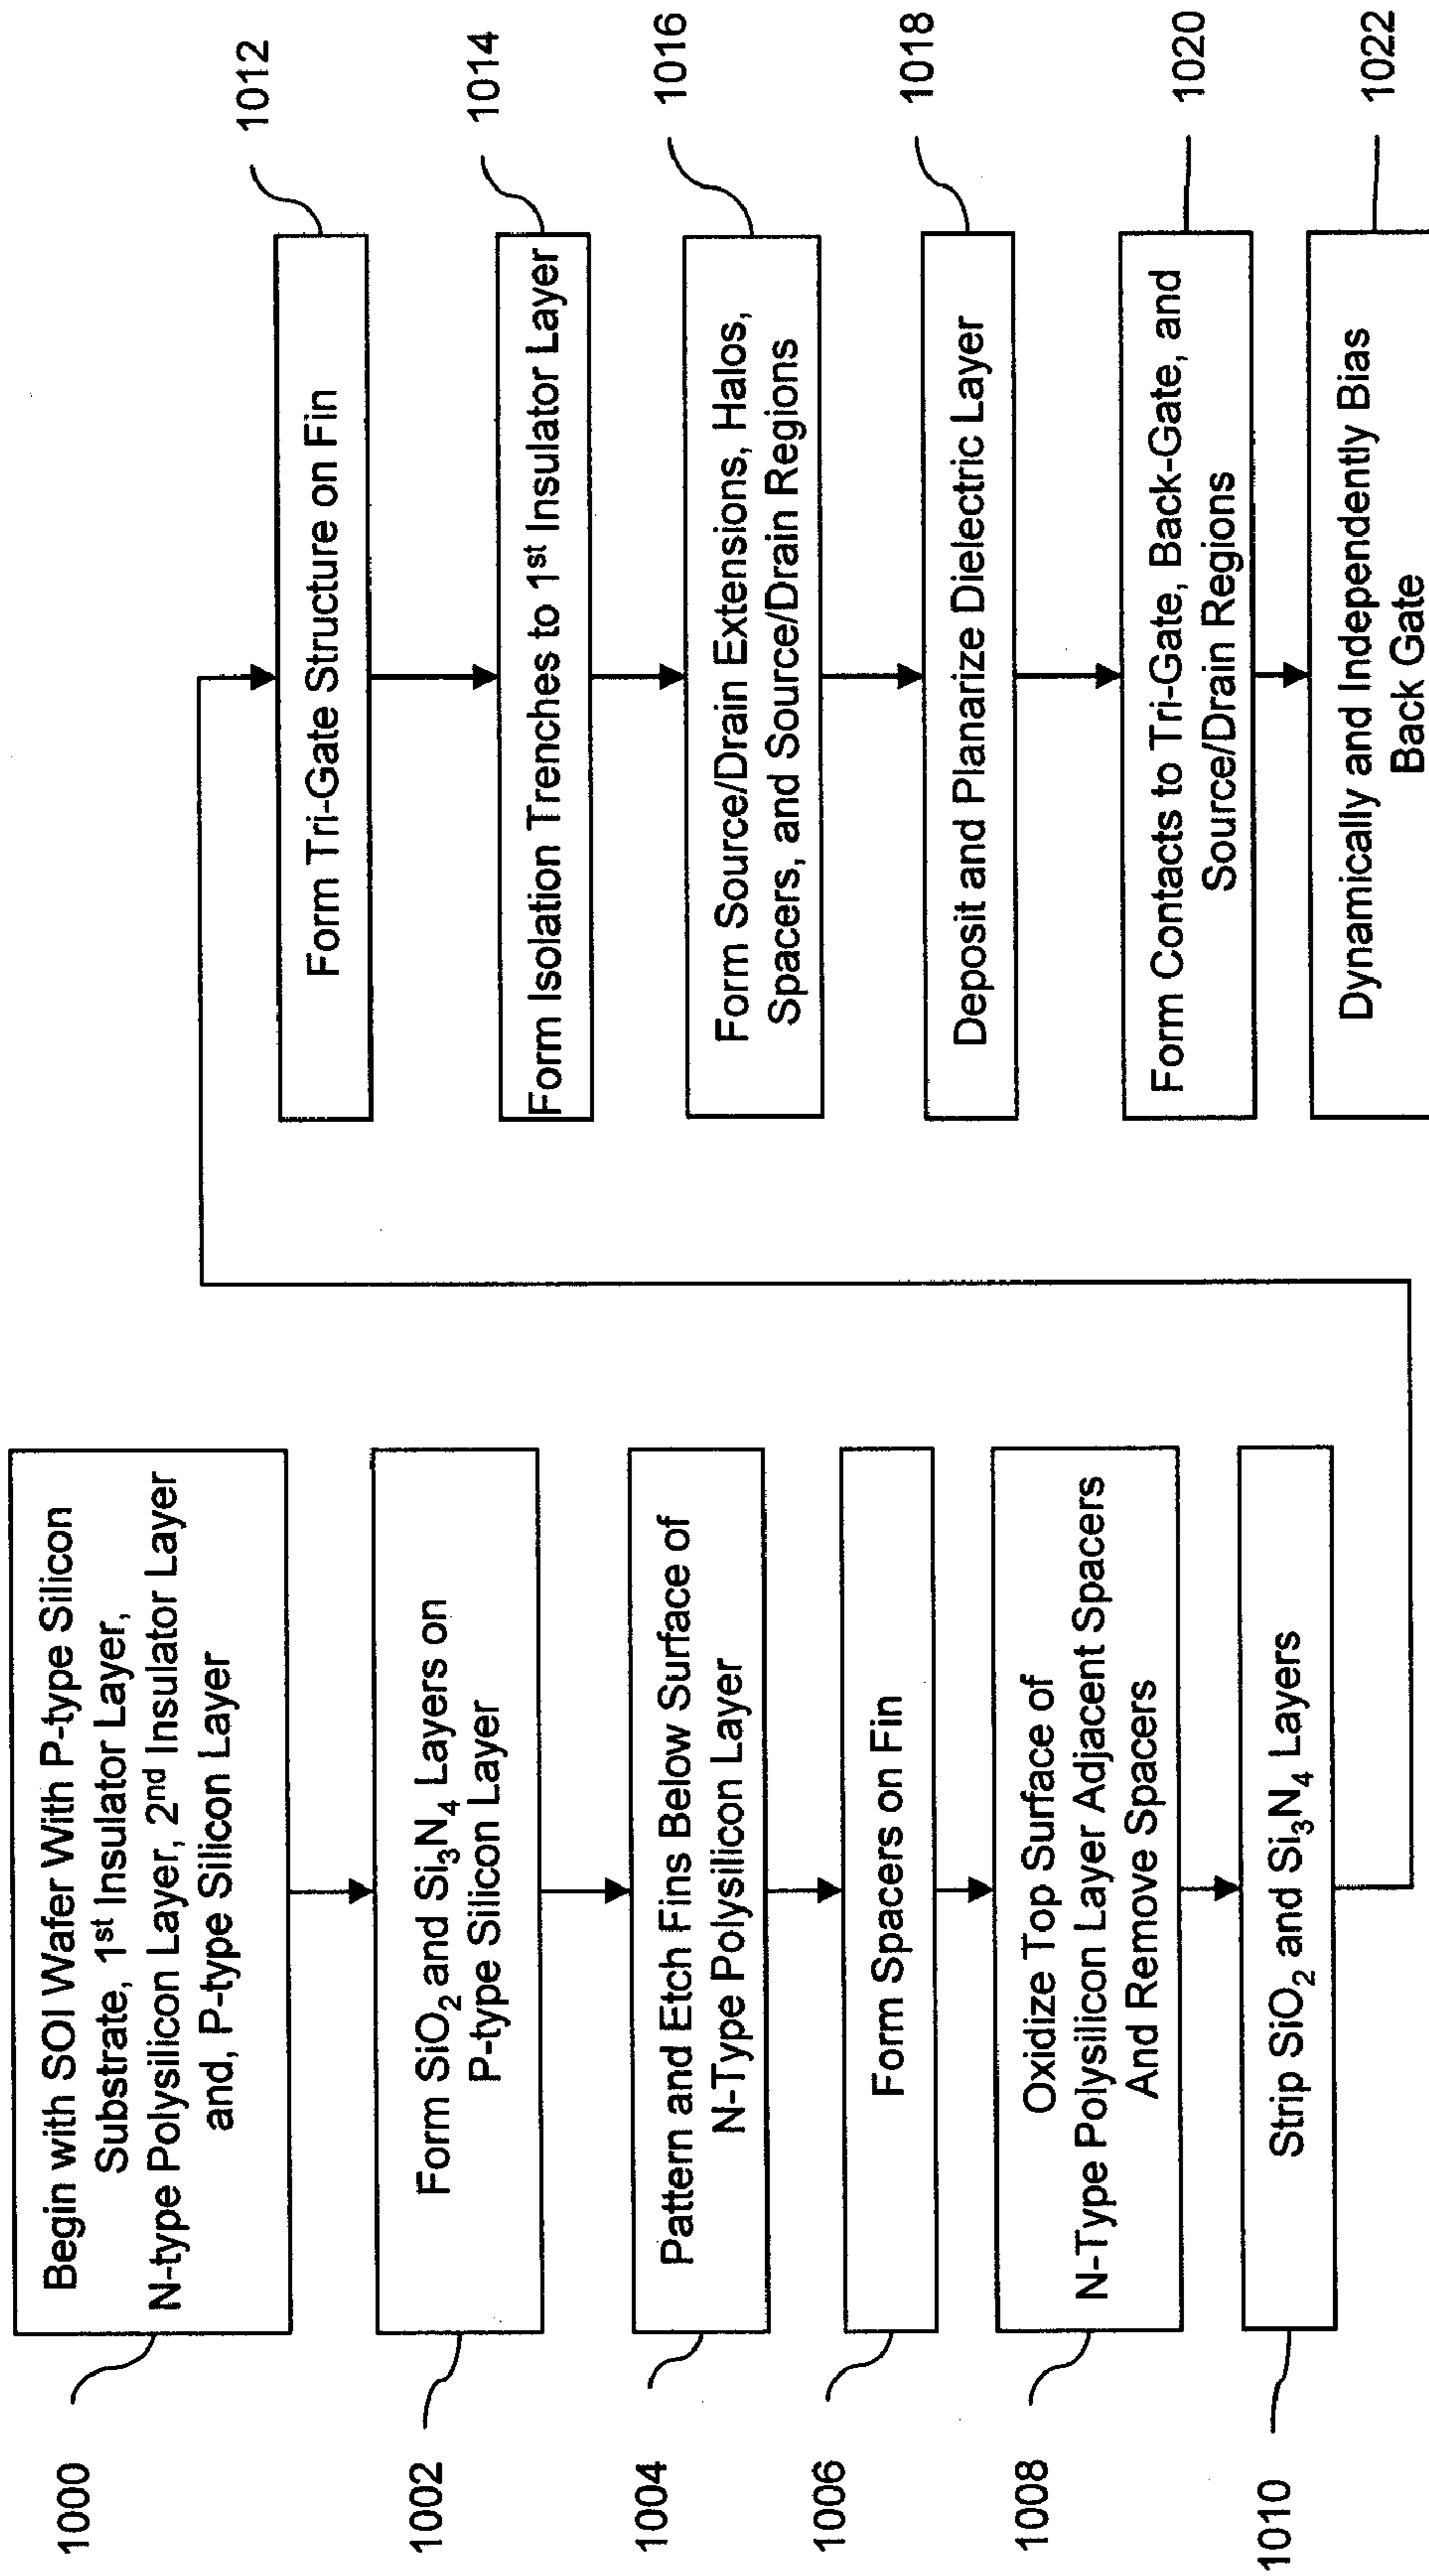 1000
Begin with SOI Wafer With P-type Silicon
Substrate, 1st Insulator Layer,
N-type Polysilicon Layer, 2nd Insulator Layer
and, P-type Silicon Layer
1002
Form SiO2 and Si3N4 Layers on
P-type Silicon Layer
1004
Pattern and Etch Fins Below Surface of
N-Type Polysilicon Layer
1006
Form Spacers on Fin
1008
Oxidize Top Surface of
N-Type Polysilicon Layer Adjacent Spacers
And Remove Spacers
1010
Strip SiO2 and Si3N4 Layers
1012
Form Tri-Gate Structure on Fin
1014
Form Isolation Trenches to 1st Insulator Layer
1016
Form Source/Drain Extensions, Halos,
Spacers, and Source/Drain Regions
1018
Deposit and Planarize Dielectric Layer
1020
Form Contacts to Tri-Gate, Back-Gate, and
Source/Drain Regions
1022
Dynamically and Independently Bias
Back Gate